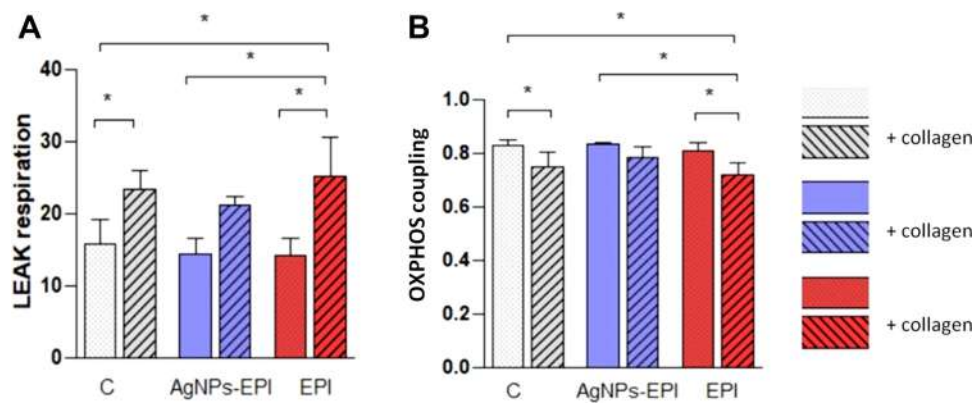 A
LEAK respiration
40
30
20
10
0
*
*
*
*
C
AgNPs-EPI
EPI
B
OXPHOS coupling
1.0
0.8
0.6
0.4
0.2
0.0
*
*
*
*
C
AgNPs-EPI
EPI
+ collagen
+ collagen
+ collagen